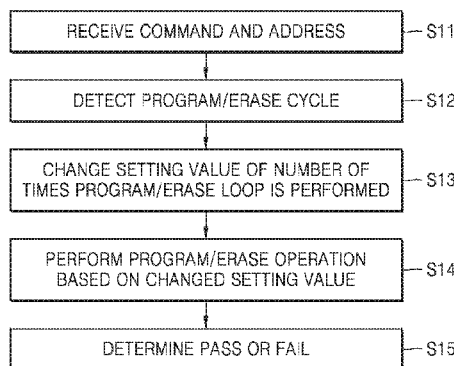 RECEIVE COMMAND AND ADDRESS S11
DETECT PROGRAM/ERASE CYCLE S12
CHANGE SETTING VALUE OF NUMBER OF
TIMES PROGRAM/ERASE LOOP IS PERFORMED S13
PERFORM PROGRAM/ERASE OPERATION
BASED ON CHANGED SETTING VALUE S14
DETERMINE PASS OR FAIL S15